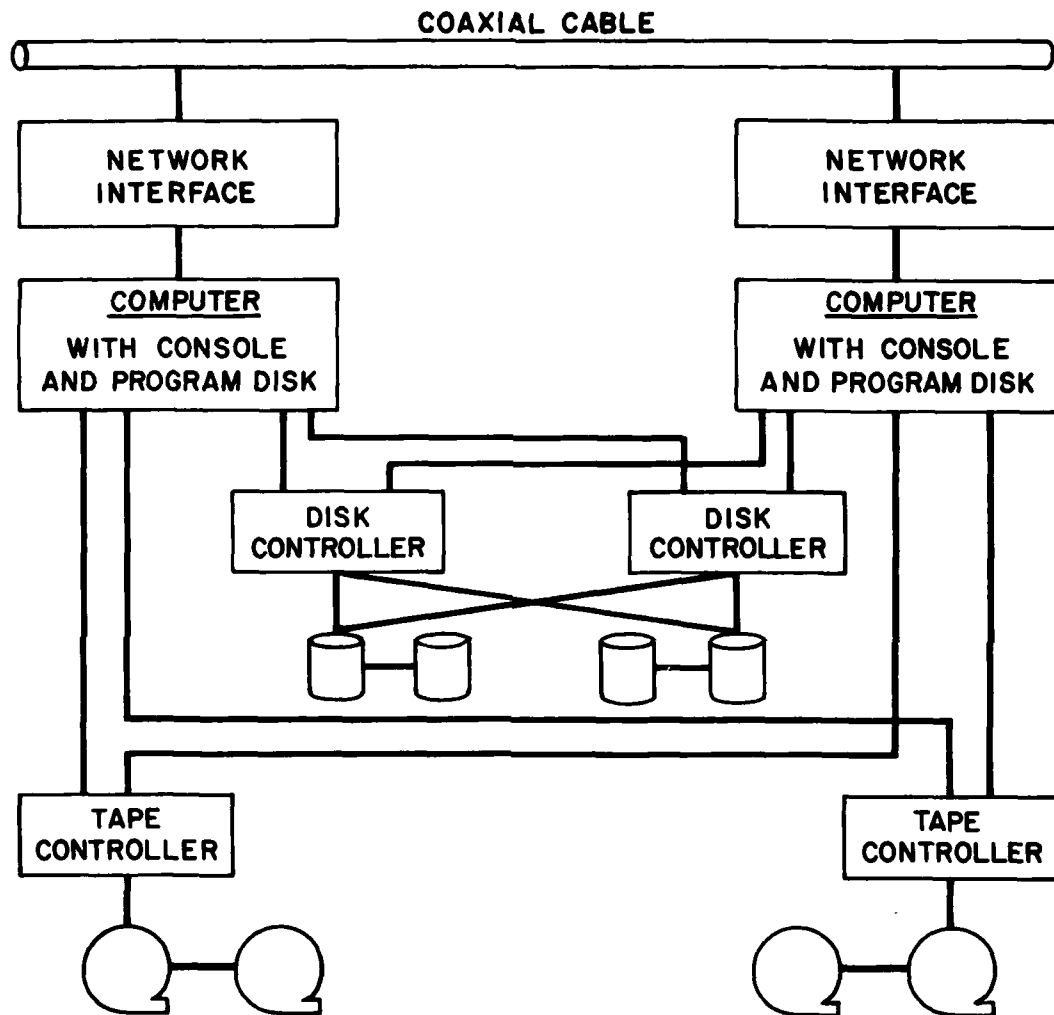 COAXIAL CABLE
NETWORK
INTERFACE
NETWORK
INTERFACE
COMPUTER
WITH CONSOLE
AND PROGRAM DISK
COMPUTER
WITH CONSOLE
AND PROGRAM DISK
DISK
CONTROLLER
DISK
CONTROLLER
TAPE
CONTROLLER
TAPE
CONTROLLER